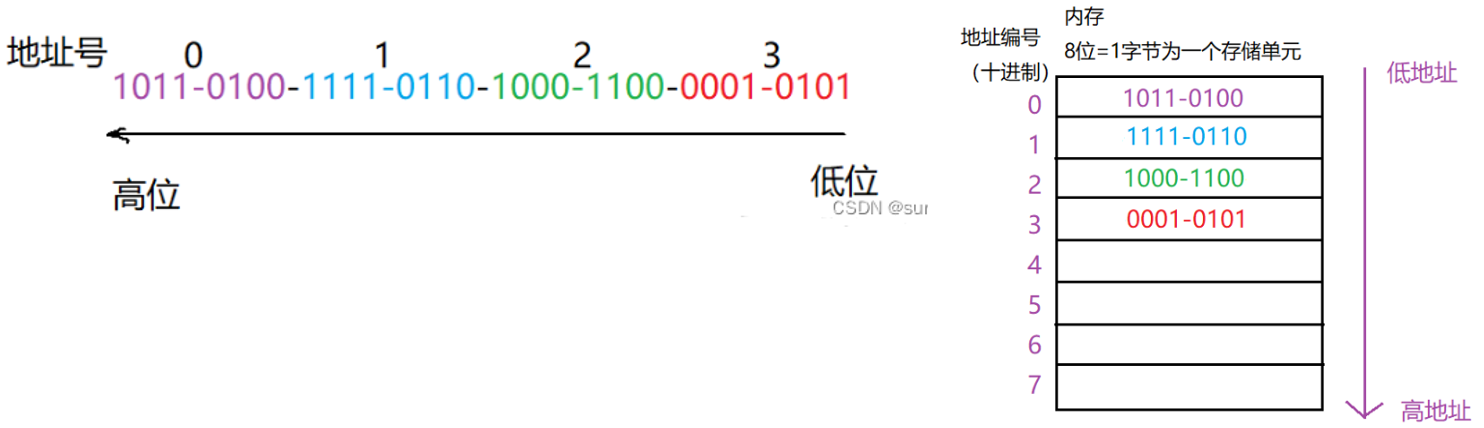 地址号 0 1 2 3
1011-0100-1111-0110-1000-1100-0001-0101
高位
低位
CSDN @sur
内存
地址编号
8位=1字节为一个存储单元
（十进制）
低地址
0 1011-0100
1 1111-0110
2 1000-1100
3 0001-0101
4
5
6
7
高地址